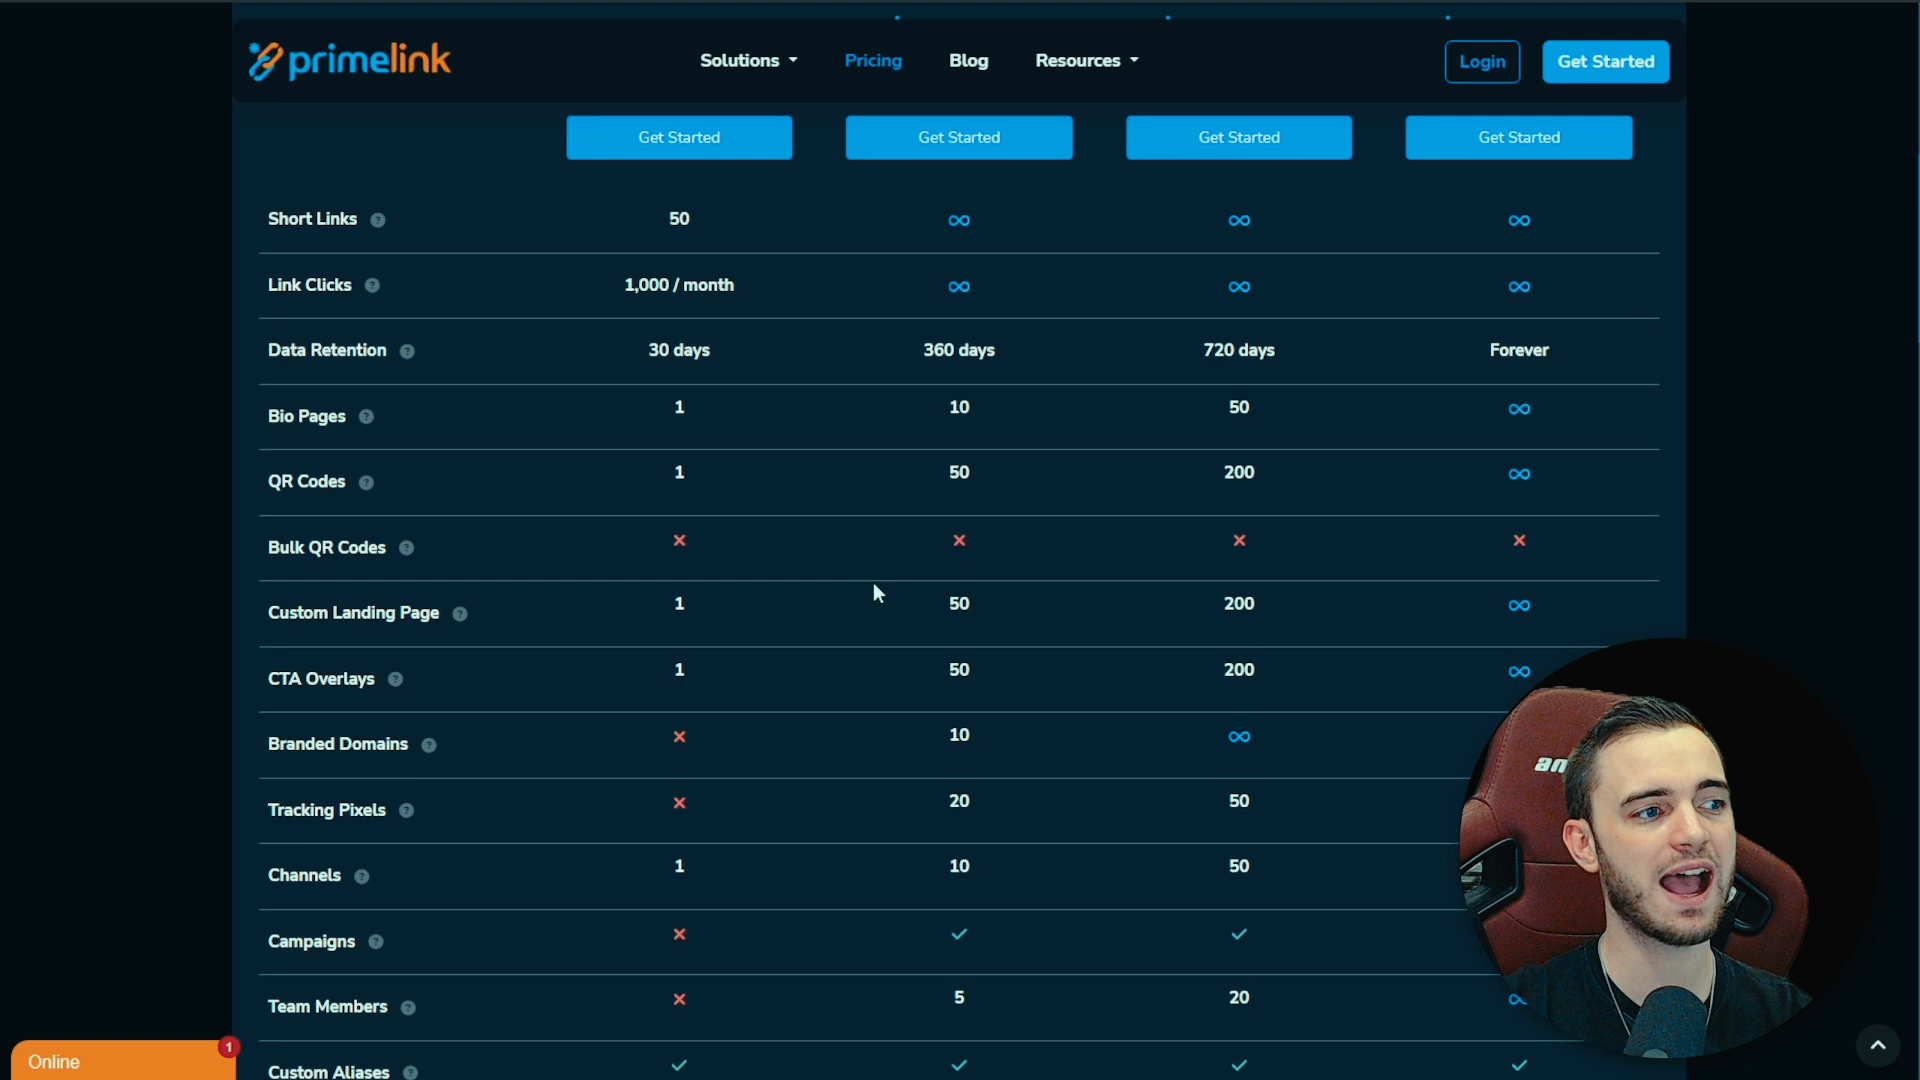 primelink
Solutions Pricing Blog Resources Login Get Started
Get Started Get Started Get Started Get Started
Short Links ? 50 ∞ ∞ ∞
Link Clicks ? 1,000 / month ∞ ∞ ∞
Data Retention ? 30 days 360 days 720 days Forever
Bio Pages ? 1 10 50 ∞
QR Codes ? 1 50 200 ∞
Bulk QR Codes ?
Custom Landing Page ? 1 50 200 ∞
CTA Overlays ? 1 50 200 ∞
Branded Domains ? 10 ∞
an
Tracking Pixels ? 20 50
Channels ? 1 10 50
Campaigns ?
Team Members ? 5 20
Custom Aliases ?
Online 1